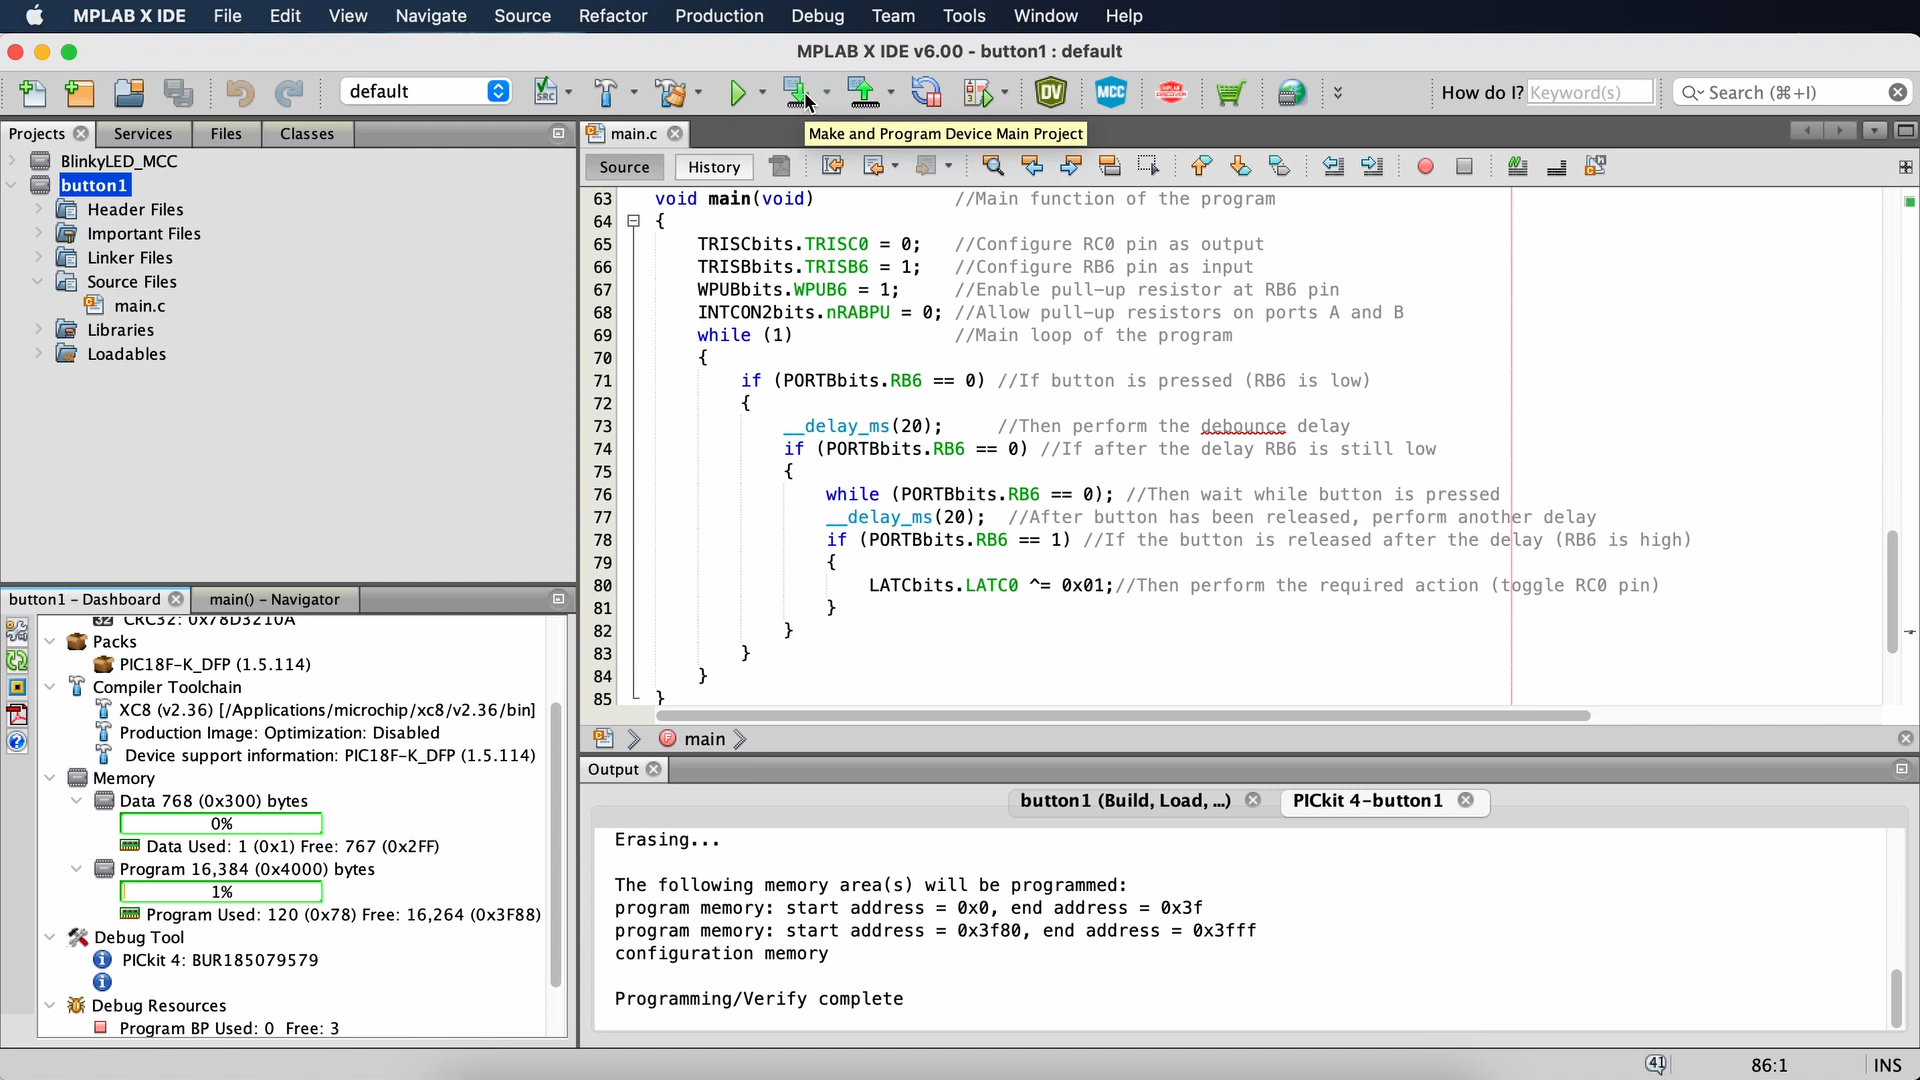 MPLAB X IDE File Edit View Navigate Source Refactor Production Debug Team Tools Window Help
MPLAB X IDE v6.00 - button1 : default
default
SRC
DV
MCC
How do I? Keyword(s)
Search (⌘+I)
Projects Services Files Classes
main.c
Make and Program Device Main Project
Source History
BlinkyLED_MCC
button1
Header Files
Important Files
Linker Files
Source Files
main.c
Libraries
Loadables
63 void main(void) //Main function of the program
64 {
65 TRISCbits.TRISC0 = 0; //Configure RC0 pin as output
66 TRISBbits.TRISB6 = 1; //Configure RB6 pin as input
67 WPUBbits.WPUB6 = 1; //Enable pull-up resistor at RB6 pin
68 INTCON2bits.nRABPU = 0; //Allow pull-up resistors on ports A and B
69 while (1) //Main loop of the program
70 {
71 if (PORTBbits.RB6 == 0) //If button is pressed (RB6 is low)
72 {
73 __delay_ms(20); //Then perform the debounce delay
74 if (PORTBbits.RB6 == 0) //If after the delay RB6 is still low
75 {
76 while (PORTBbits.RB6 == 0); //Then wait while button is pressed
77 __delay_ms(20); //After button has been released, perform another delay
78 if (PORTBbits.RB6 == 1) //If the button is released after the delay (RB6 is high)
79 {
80 LATCbits.LATC0 ^= 0x01;//Then perform the required action (toggle RC0 pin)
81 }
82 }
83 }
84 }
85 }
main
button1 - Dashboard main() - Navigator
CRC32: 0x78D3210A
Packs
PIC18F-K_DFP (1.5.114)
Compiler Toolchain
XC8 (v2.36) [/Applications/microchip/xc8/v2.36/bin]
Production Image: Optimization: Disabled
Device support information: PIC18F-K_DFP (1.5.114)
Memory
Data 768 (0x300) bytes
0%
Data Used: 1 (0x1) Free: 767 (0x2FF)
Program 16,384 (0x4000) bytes
1%
Program Used: 120 (0x78) Free: 16,264 (0x3F88)
Debug Tool
PICkit 4: BUR185079579
Debug Resources
Program BP Used: 0 Free: 3
Output
button1 (Build, Load, ...) PICkit 4-button1
Erasing...
The following memory area(s) will be programmed:
program memory: start address = 0x0, end address = 0x3f
program memory: start address = 0x3f80, end address = 0x3fff
configuration memory
Programming/Verify complete
41 86:1 INS